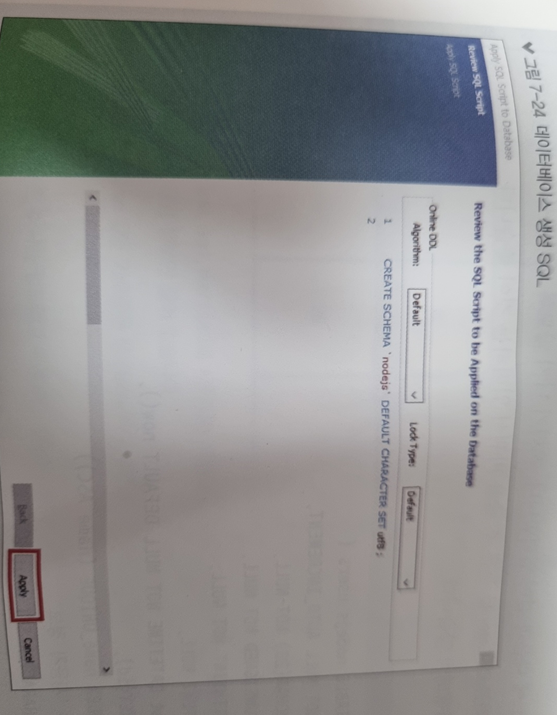 ▼ 그림 7-24 데이터베이스 생성 SQL
Apply SQL Script to Database
Review SQL Script
Apply SQL Script
Review the SQL Script to be Applied on the Database
Online DDL
Algorithm: Default Lock Type: Default
1 CREATE SCHEMA `nodejs` DEFAULT CHARACTER SET utf8 ;
2
Back Apply Cancel